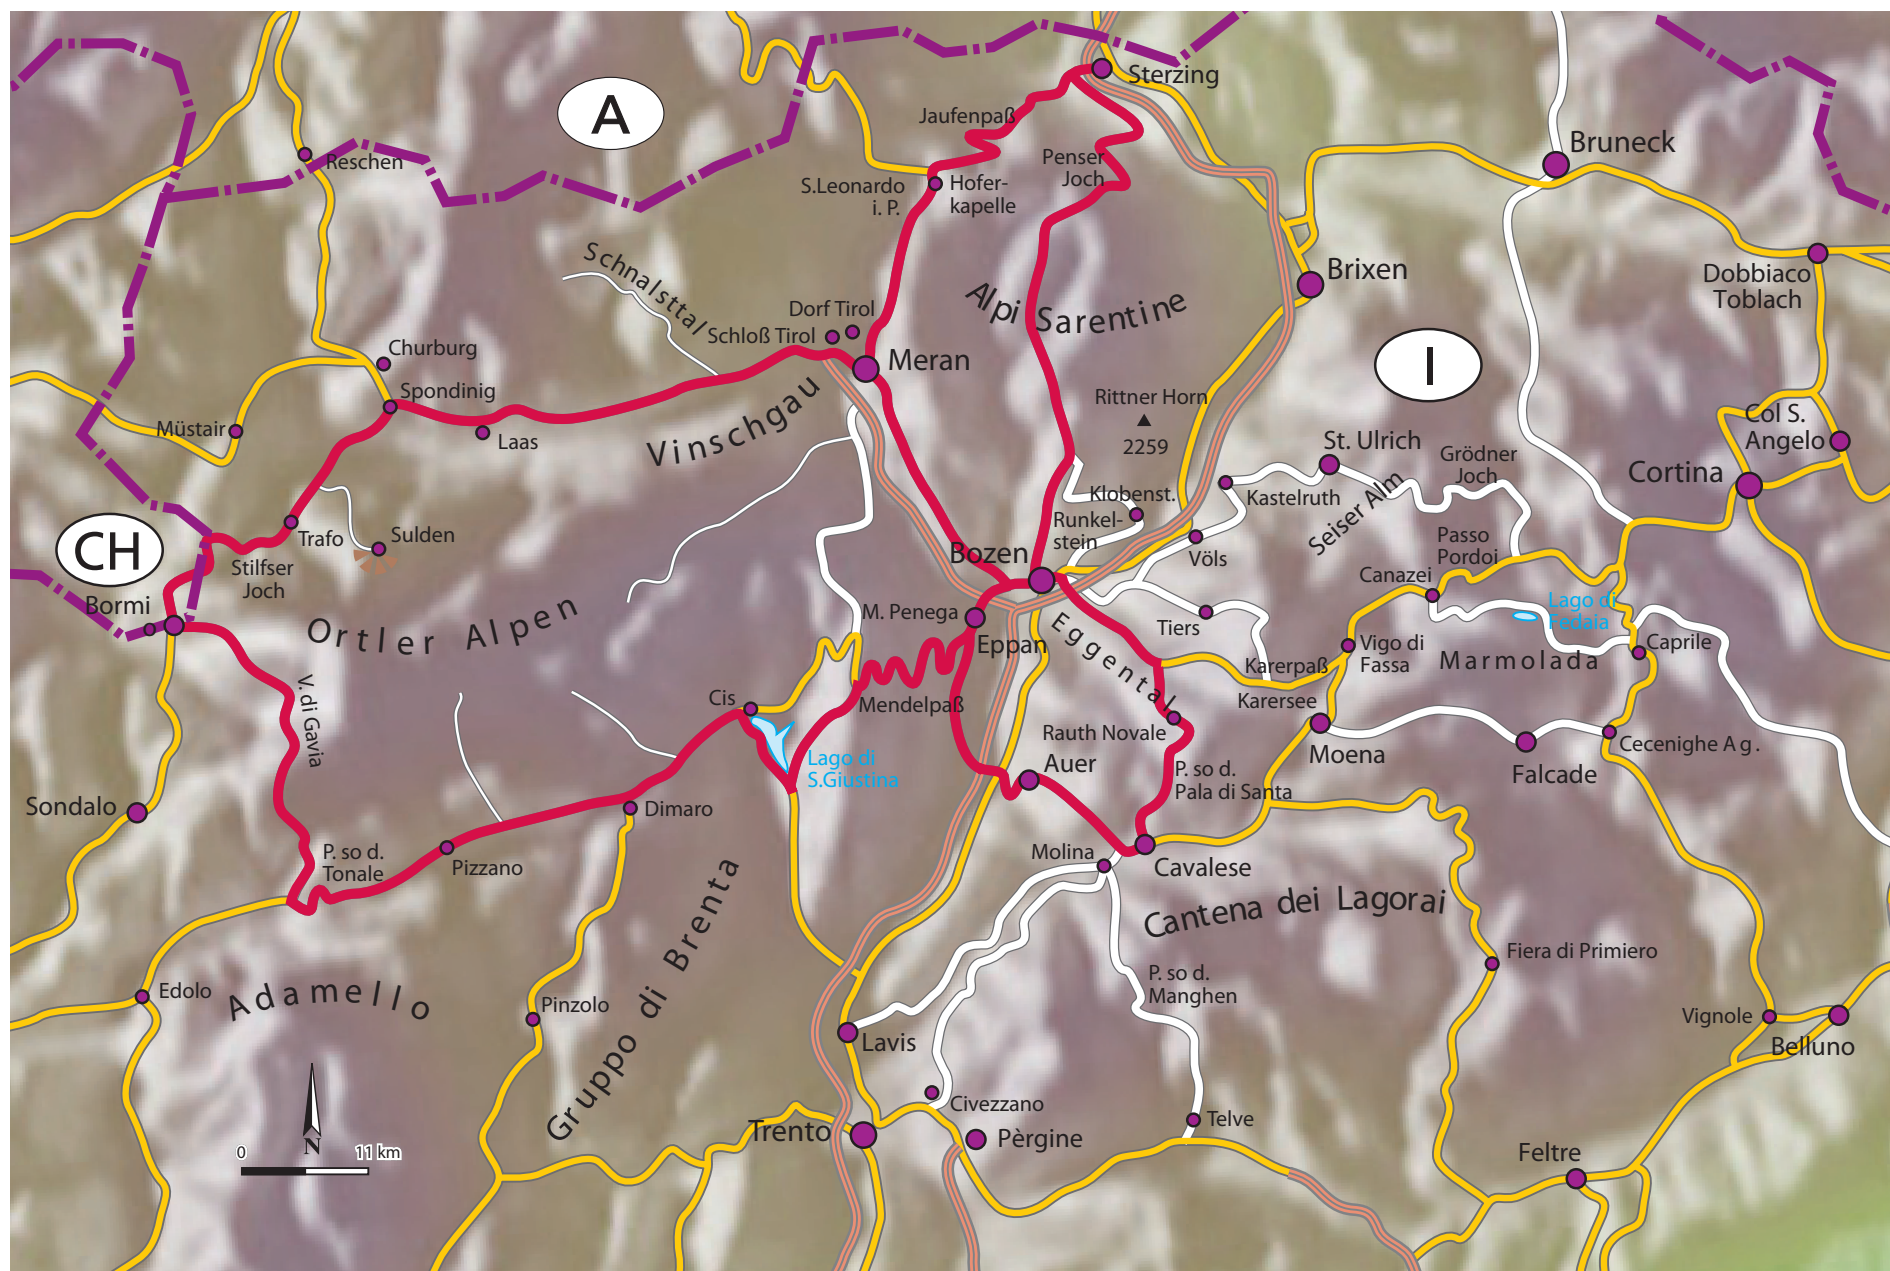 A
Sterzing
Jaufenpaß
Penser
Joch
Bruneck
Reschen
S.Leonardo
i. P.
Hofer-
kapelle
Schnalsttal
Dorf Tirol
Schloß Tirol
Alpi Sarentine
Brixen
Dobbiaco
Toblach
Churburg
Spondinig
Meran
I
Müstair
Laas
Vinschgau
Rittner Horn
2259
St. Ulrich
Grödner
Joch
Col S.
Angelo
Cortina
Kastelruth
Seiser Alm
Klobenst.
Runkel-
stein
CH
Trafo
Sulden
Stilfser
Joch
Bozen
Völs
Passo
Pordoi
Canazei
Bormi
Ortler Alpen
M. Penega
Eppan
Eggental
Tiers
Lago di
Fedaia
Caprile
Karerpaß
Vigo di
Fassa
Marmolada
V. di Gavia
Cis
Mendelpaß
Karersee
Rauth Novale
Moena
Falcade
Cecenighe Ag.
Lago di
S.Giustina
Auer
P. so d.
Pala di Santa
Sondalo
Dimaro
P. so d.
Tonale
Pizzano
Molina
Cavalese
Cantena dei Lagorai
Gruppo di Brenta
Fiera di Primiero
Edolo
Adamello
Pinzolo
P. so d.
Manghen
Lavis
Vignole
Belluno
Civezzano
Telve
Trento
Pèrgine
Feltre
N
0
11 km